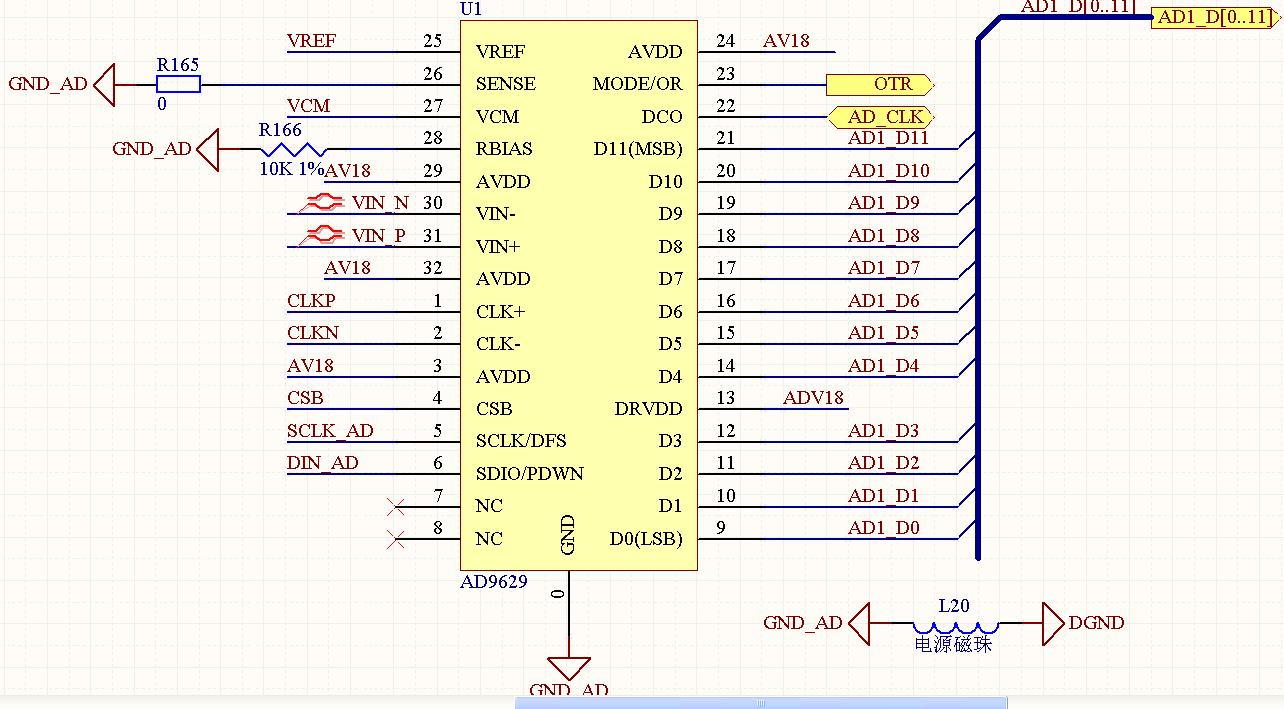 U1
AD1_D[0..11]
AD1_D[0..11]
VREF 25 VREF AVDD 24 AV18
GND_AD R165 0 26 SENSE MODE/OR 23 OTR
VCM 27 VCM DCO 22 AD_CLK
GND_AD R166 10K 1% 28 RBIAS D11(MSB) 21 AD1_D11
AV18 29 AVDD D10 20 AD1_D10
VIN_N 30 VIN- D9 19 AD1_D9
VIN_P 31 VIN+ D8 18 AD1_D8
AV18 32 AVDD D7 17 AD1_D7
CLKP 1 CLK+ D6 16 AD1_D6
CLKN 2 CLK- D5 15 AD1_D5
AV18 3 AVDD D4 14 AD1_D4
CSB 4 CSB DRVDD 13 ADV18
SCLK_AD 5 SCLK/DFS D3 12 AD1_D3
DIN_AD 6 SDIO/PDWN D2 11 AD1_D2
7 NC D1 10 AD1_D1
8 NC GND D0(LSB) 9 AD1_D0
AD9629
0
GND_AD
L20
GND_AD DGND
电源磁珠